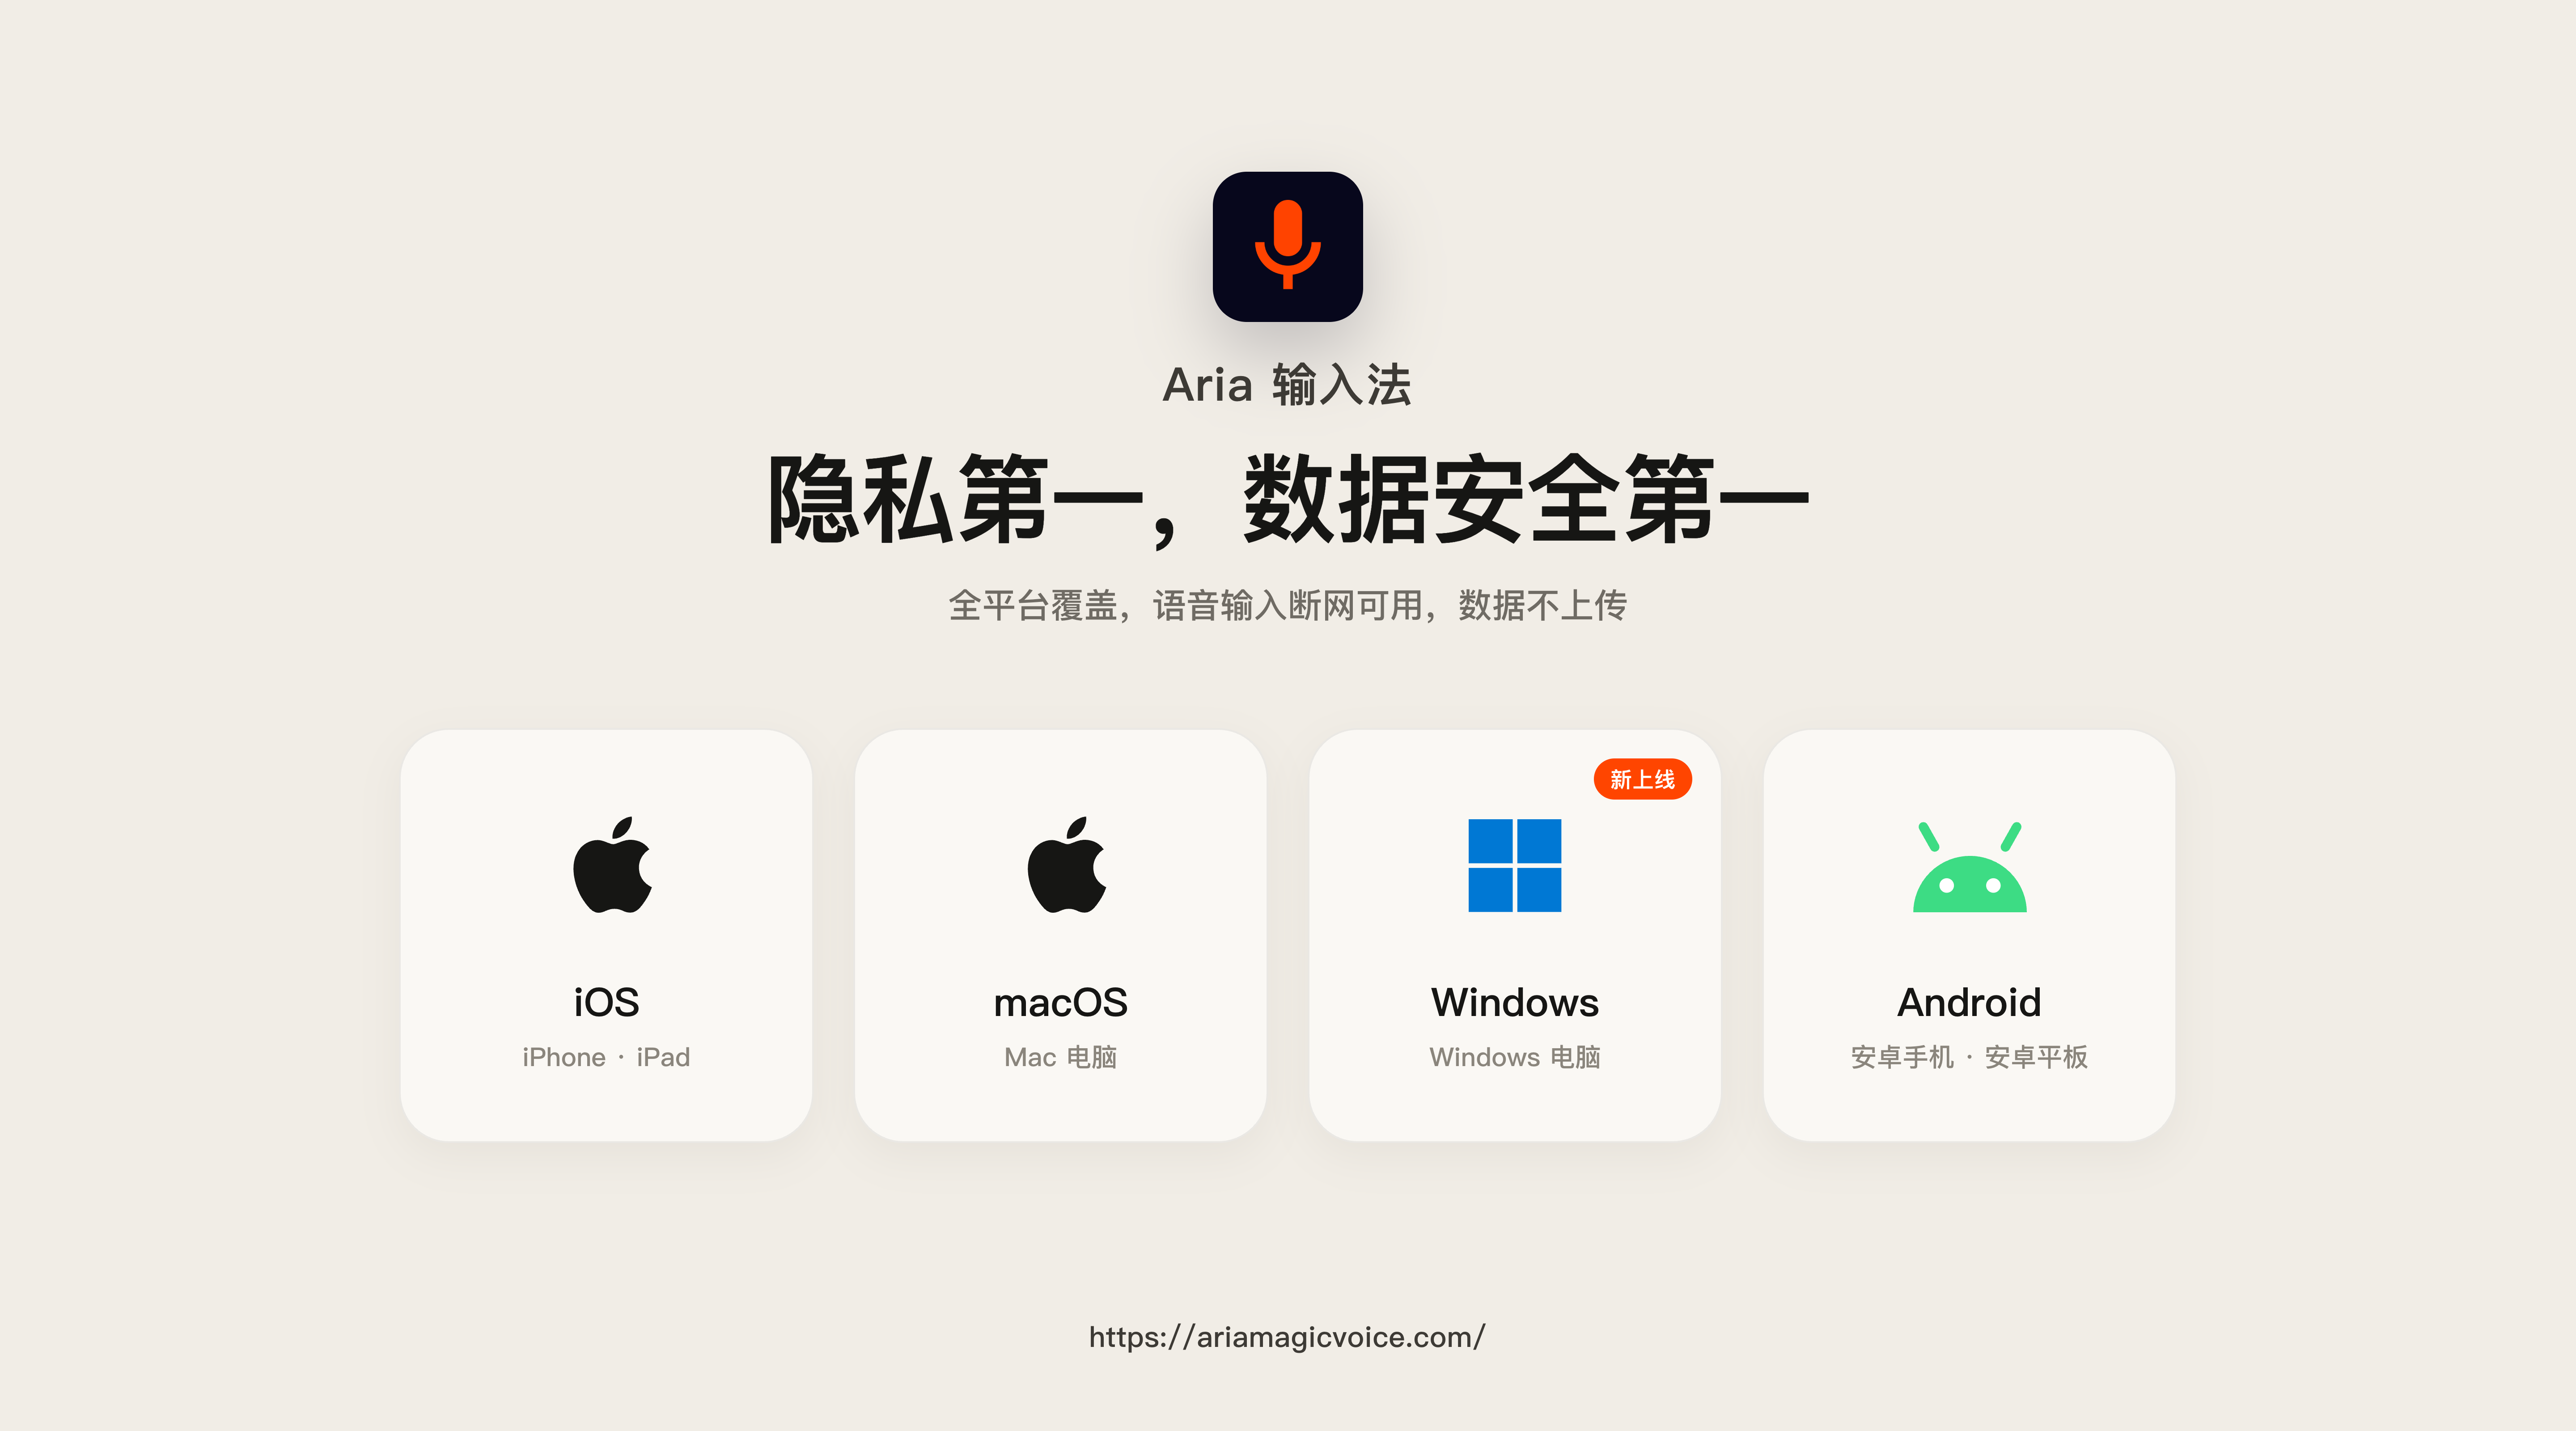 Aria 输入法
隐私第一，数据安全第一
全平台覆盖，语音输入断网可用，数据不上传
iOS
iPhone · iPad
macOS
Mac 电脑
新上线
Windows
Windows 电脑
Android
安卓手机 · 安卓平板
https://ariamagicvoice.com/